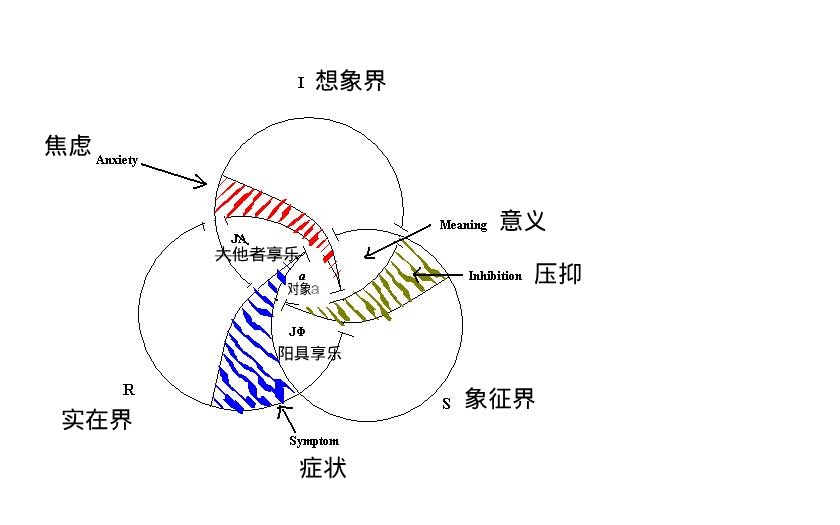 I 想象界
焦虑 Anxiety
Meaning 意义
JA
大他者享乐
Inhibition 压抑
a
对象a
JΦ
阳具享乐
R
实在界
S 象征界
Symptom
症状